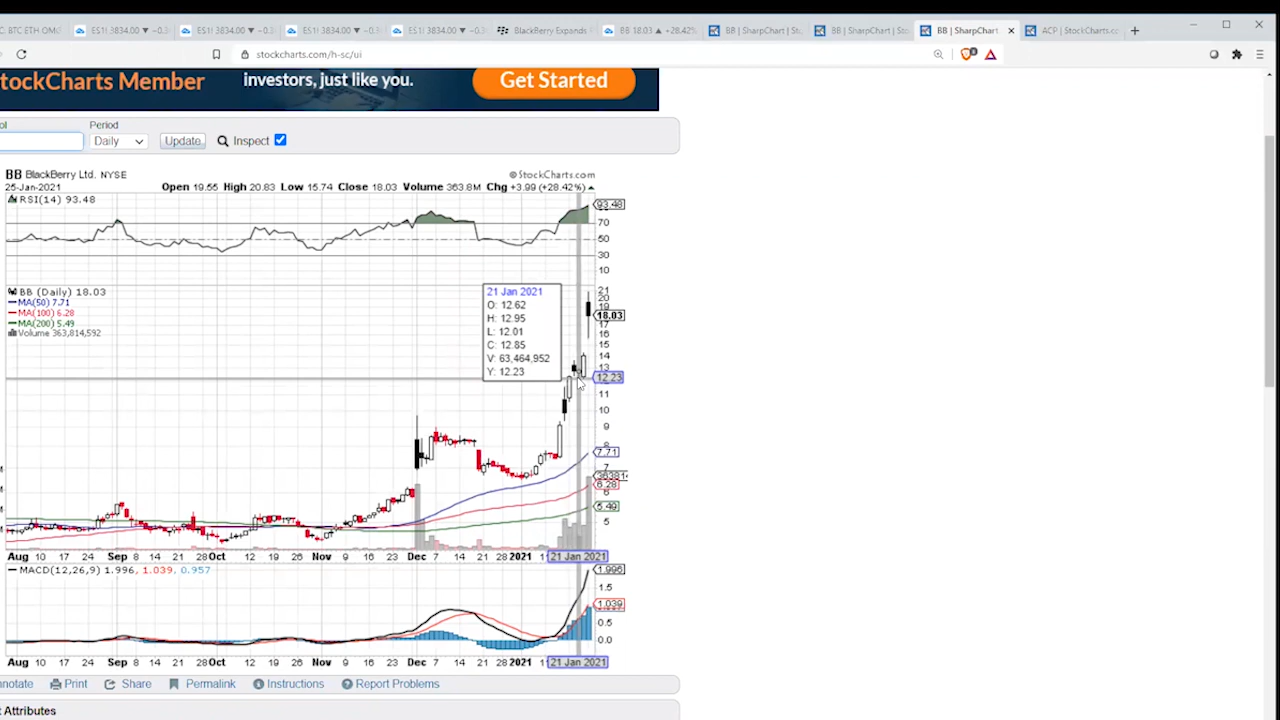 C: BTC ETH OM
ES1! 3834.00 ▼ −0.3
ES1! 3834.00 ▼ −0.3
ES1! 3834.00 ▼ −0.3
ES1! 3834.00 ▼ −0.3
BlackBerry Expands
BB 18.03 ▲ +28.42%
BB | SharpChart | St
BB | SharpChart | St
BB | SharpChart
ACP | StockCharts.c
stockcharts.com/h-sc/ui
tockCharts Member
investors, just like you.
Get Started
ol
Period
Daily
Update
Inspect
BB BlackBerry Ltd. NYSE
© StockCharts.com
25-Jan-2021
Open 19.55 High 20.83 Low 15.74 Close 18.03 Volume 363.8M Chg +3.99 (+28.42%) ▲
RSI(14) 93.48
93.48
70
50
30
10
BB (Daily) 18.03
MA(50) 7.71
MA(100) 6.28
MA(200) 5.49
Volume 363,814,592
21 Jan 2021
O: 12.62
H: 12.95
L: 12.01
C: 12.85
V: 63,464,952
Y: 12.23
21
20
19
18.03
17
16
15
14
13
12.23
11
10
9
8
7.71
7
6.28
6
5.49
5
Aug 10 17 24 Sep 8 14 21 28 Oct 12 19 26 Nov 9 16 23 Dec 7 14 21 28 2021 21 Jan 2021
MACD(12,26,9) 1.996, 1.039, 0.957
1.996
1.5
1.039
0.5
0.0
Aug 10 17 24 Sep 8 14 21 28 Oct 12 19 26 Nov 9 16 23 Dec 7 14 21 28 2021 21 Jan 2021
nnotate
Print
Share
Permalink
Instructions
Report Problems
t Attributes